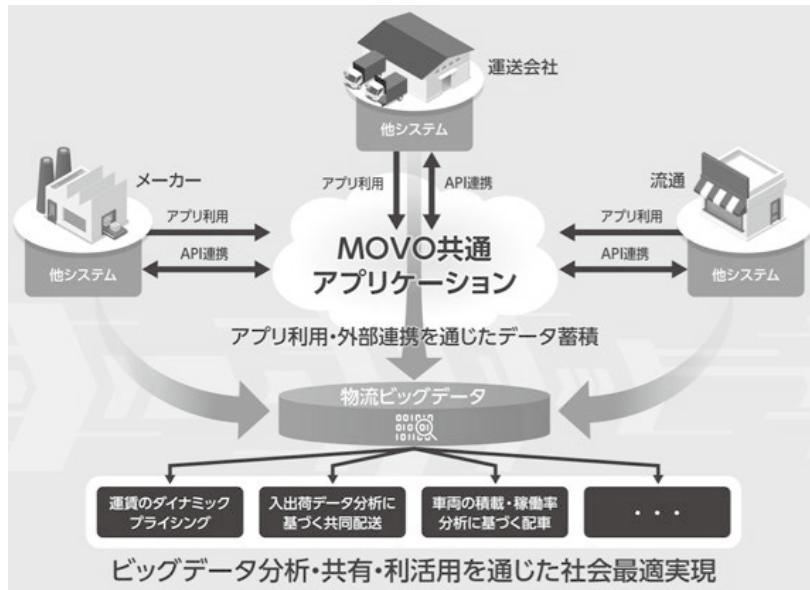 運送会社
他システム
メーカー
アプリ利用
API連携
流通
アプリ利用
アプリ利用
API連携
MOVO共通
アプリケーション
API連携
他システム
他システム
アプリ利用・外部連携を通じたデータ蓄積
物流ビッグデータ
運賃のダイナミック
プライシング
入出荷データ分析に
基づく共同配送
車両の積載・稼働率
分析に基づく配車
・・・
ビッグデータ分析・共有・利活用を通じた社会最適実現